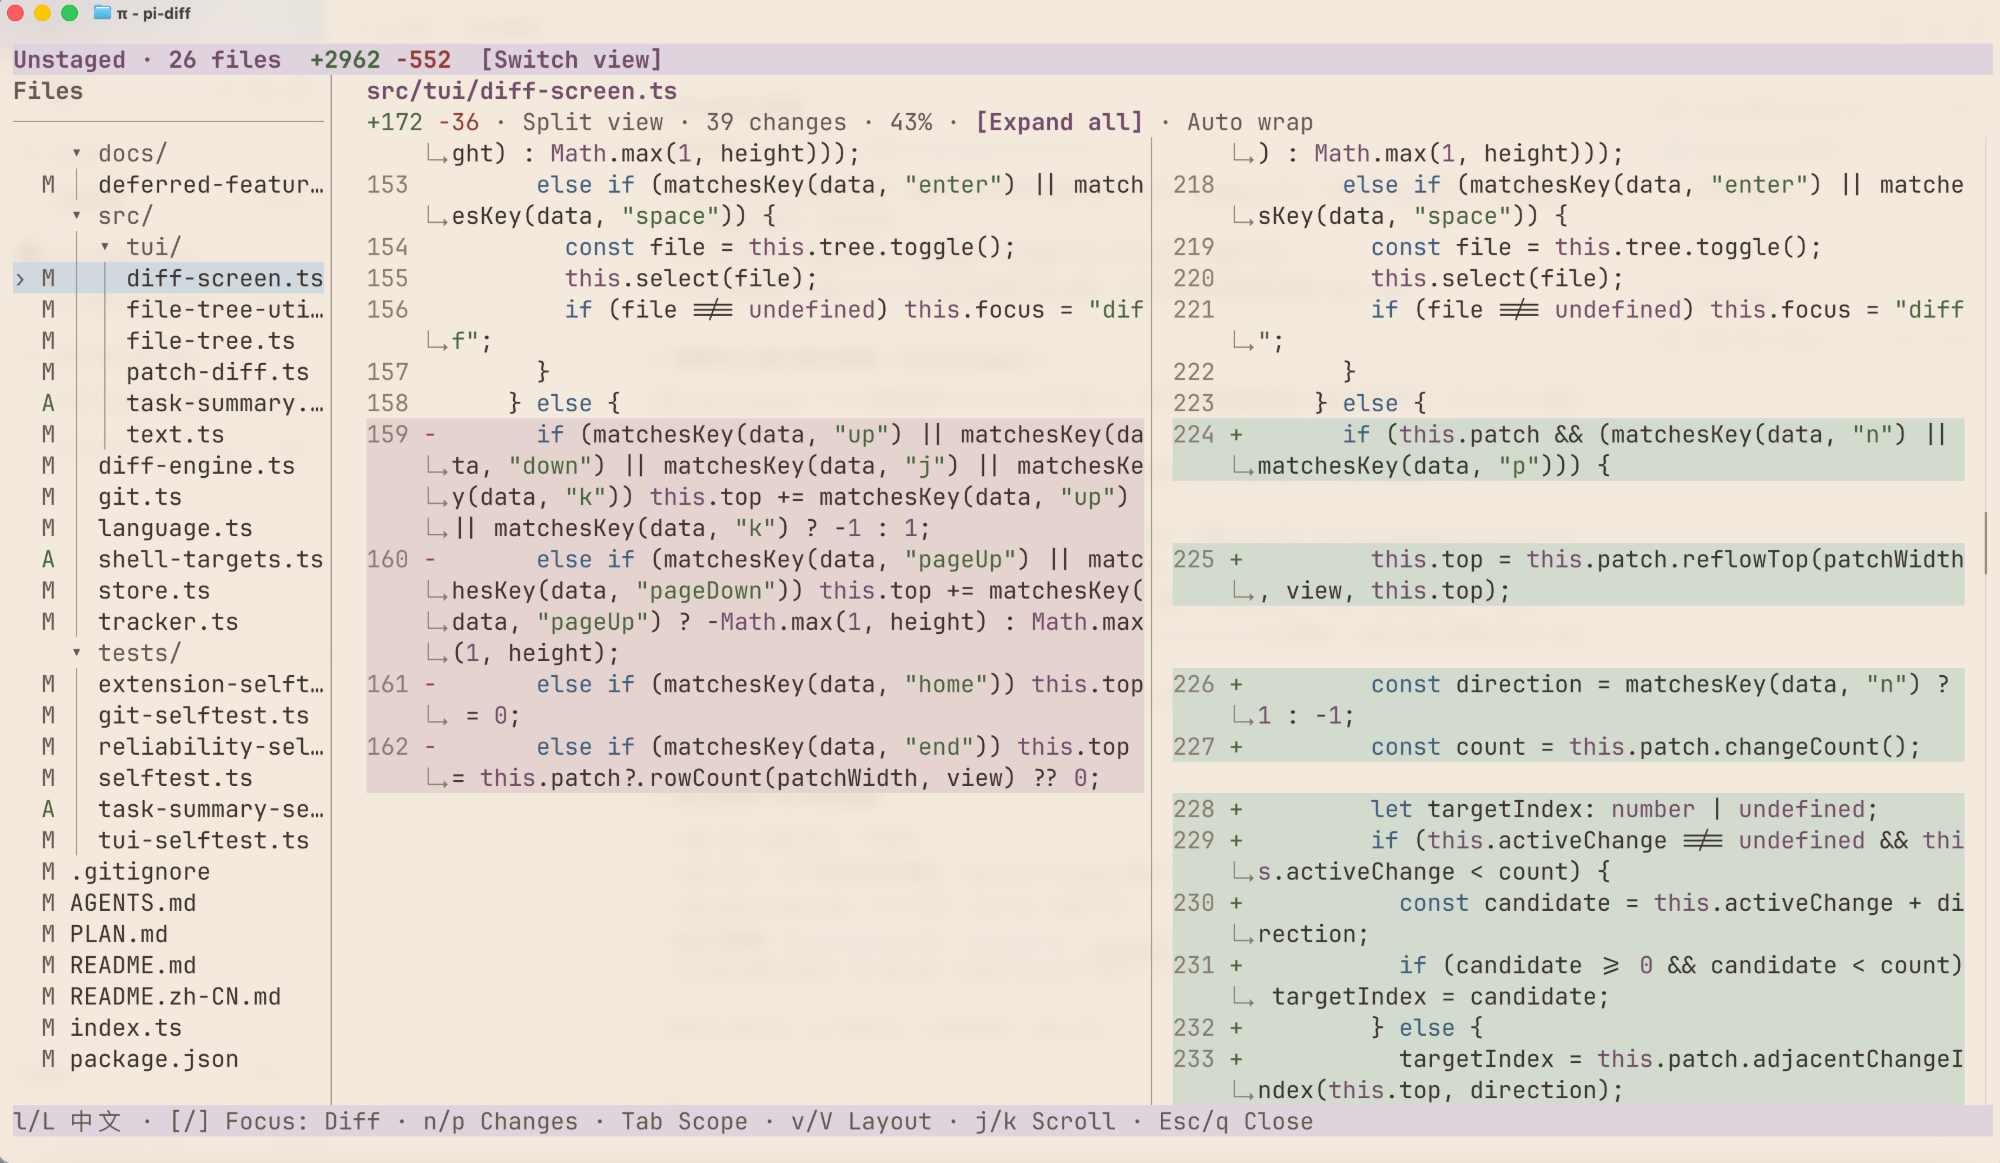 π - pi-diff
Unstaged · 26 files  +2962 -552  [Switch view]
Files
▾ docs/
M deferred-featur…
▾ src/
▾ tui/
› M diff-screen.ts
M file-tree-uti…
M file-tree.ts
M patch-diff.ts
A task-summary.…
M text.ts
M diff-engine.ts
M git.ts
M language.ts
A shell-targets.ts
M store.ts
M tracker.ts
▾ tests/
M extension-selft…
M git-selftest.ts
M reliability-sel…
M selftest.ts
A task-summary-se…
M tui-selftest.ts
M .gitignore
M AGENTS.md
M PLAN.md
M README.md
M README.zh-CN.md
M index.ts
M package.json
src/tui/diff-screen.ts
+172 -36 · Split view · 39 changes · 43% · [Expand all] · Auto wrap
ght) : Math.max(1, height)));
153         else if (matchesKey(data, "enter") || match
esKey(data, "space")) {
154           const file = this.tree.toggle();
155           this.select(file);
156           if (file !== undefined) this.focus = "dif
f";
157         }
158       } else {
159 -       if (matchesKey(data, "up") || matchesKey(da
ta, "down") || matchesKey(data, "j") || matchesKe
y(data, "k")) this.top += matchesKey(data, "up")
|| matchesKey(data, "k") ? -1 : 1;
160 -       else if (matchesKey(data, "pageUp") || matc
hesKey(data, "pageDown")) this.top += matchesKey(
data, "pageUp") ? -Math.max(1, height) : Math.max
(1, height);
161 -       else if (matchesKey(data, "home")) this.top
= 0;
162 -       else if (matchesKey(data, "end")) this.top
= this.patch?.rowCount(patchWidth, view) ?? 0;
) : Math.max(1, height)));
218         else if (matchesKey(data, "enter") || matche
sKey(data, "space")) {
219           const file = this.tree.toggle();
220           this.select(file);
221           if (file !== undefined) this.focus = "diff
";
222         }
223       } else {
224 +       if (this.patch && (matchesKey(data, "n") ||
matchesKey(data, "p"))) {
225 +         this.top = this.patch.reflowTop(patchWidth
, view, this.top);
226 +         const direction = matchesKey(data, "n") ?
1 : -1;
227 +         const count = this.patch.changeCount();
228 +         let targetIndex: number | undefined;
229 +         if (this.activeChange !== undefined && thi
s.activeChange < count) {
230 +           const candidate = this.activeChange + di
rection;
231 +           if (candidate >= 0 && candidate < count)
targetIndex = candidate;
232 +         } else {
233 +           targetIndex = this.patch.adjacentChangeI
ndex(this.top, direction);
l/L 中文 · [/] Focus: Diff · n/p Changes · Tab Scope · v/V Layout · j/k Scroll · Esc/q Close